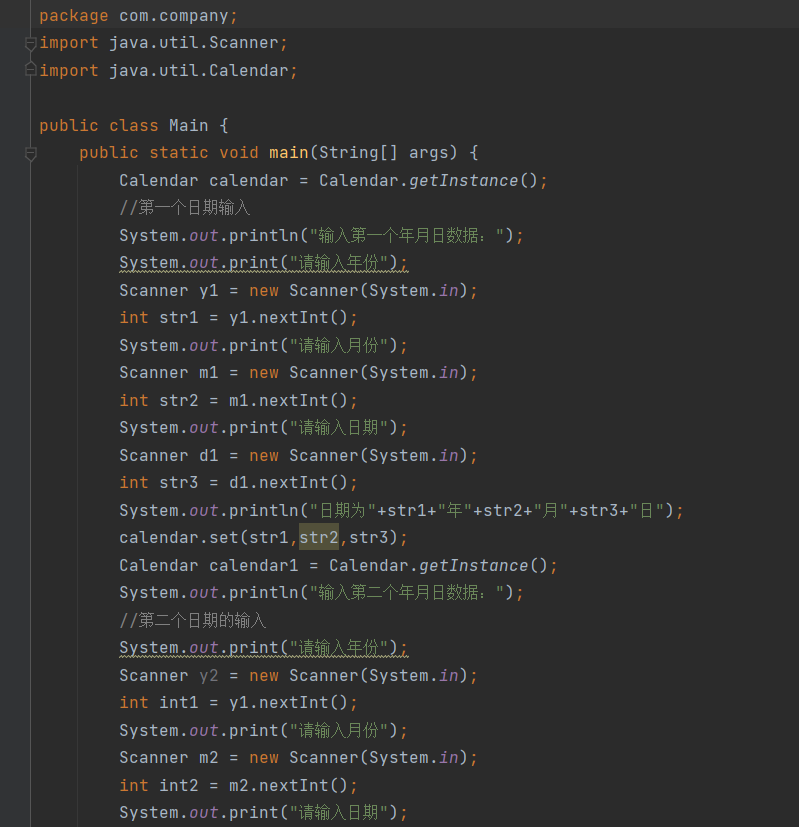 package com.company;
import java.util.Scanner;
import java.util.Calendar;
public class Main {
public static void main(String[] args) {
Calendar calendar = Calendar.getInstance();
//第一个日期输入
System.out.println("输入第一个年月日数据：");
System.out.print("请输入年份");
Scanner y1 = new Scanner(System.in);
int str1 = y1.nextInt();
System.out.print("请输入月份");
Scanner m1 = new Scanner(System.in);
int str2 = m1.nextInt();
System.out.print("请输入日期");
Scanner d1 = new Scanner(System.in);
int str3 = d1.nextInt();
System.out.println("日期为"+str1+"年"+str2+"月"+str3+"日");
calendar.set(str1,str2,str3);
Calendar calendar1 = Calendar.getInstance();
System.out.println("输入第二个年月日数据：");
//第二个日期的输入
System.out.print("请输入年份");
Scanner y2 = new Scanner(System.in);
int int1 = y1.nextInt();
System.out.print("请输入月份");
Scanner m2 = new Scanner(System.in);
int int2 = m2.nextInt();
System.out.print("请输入日期");